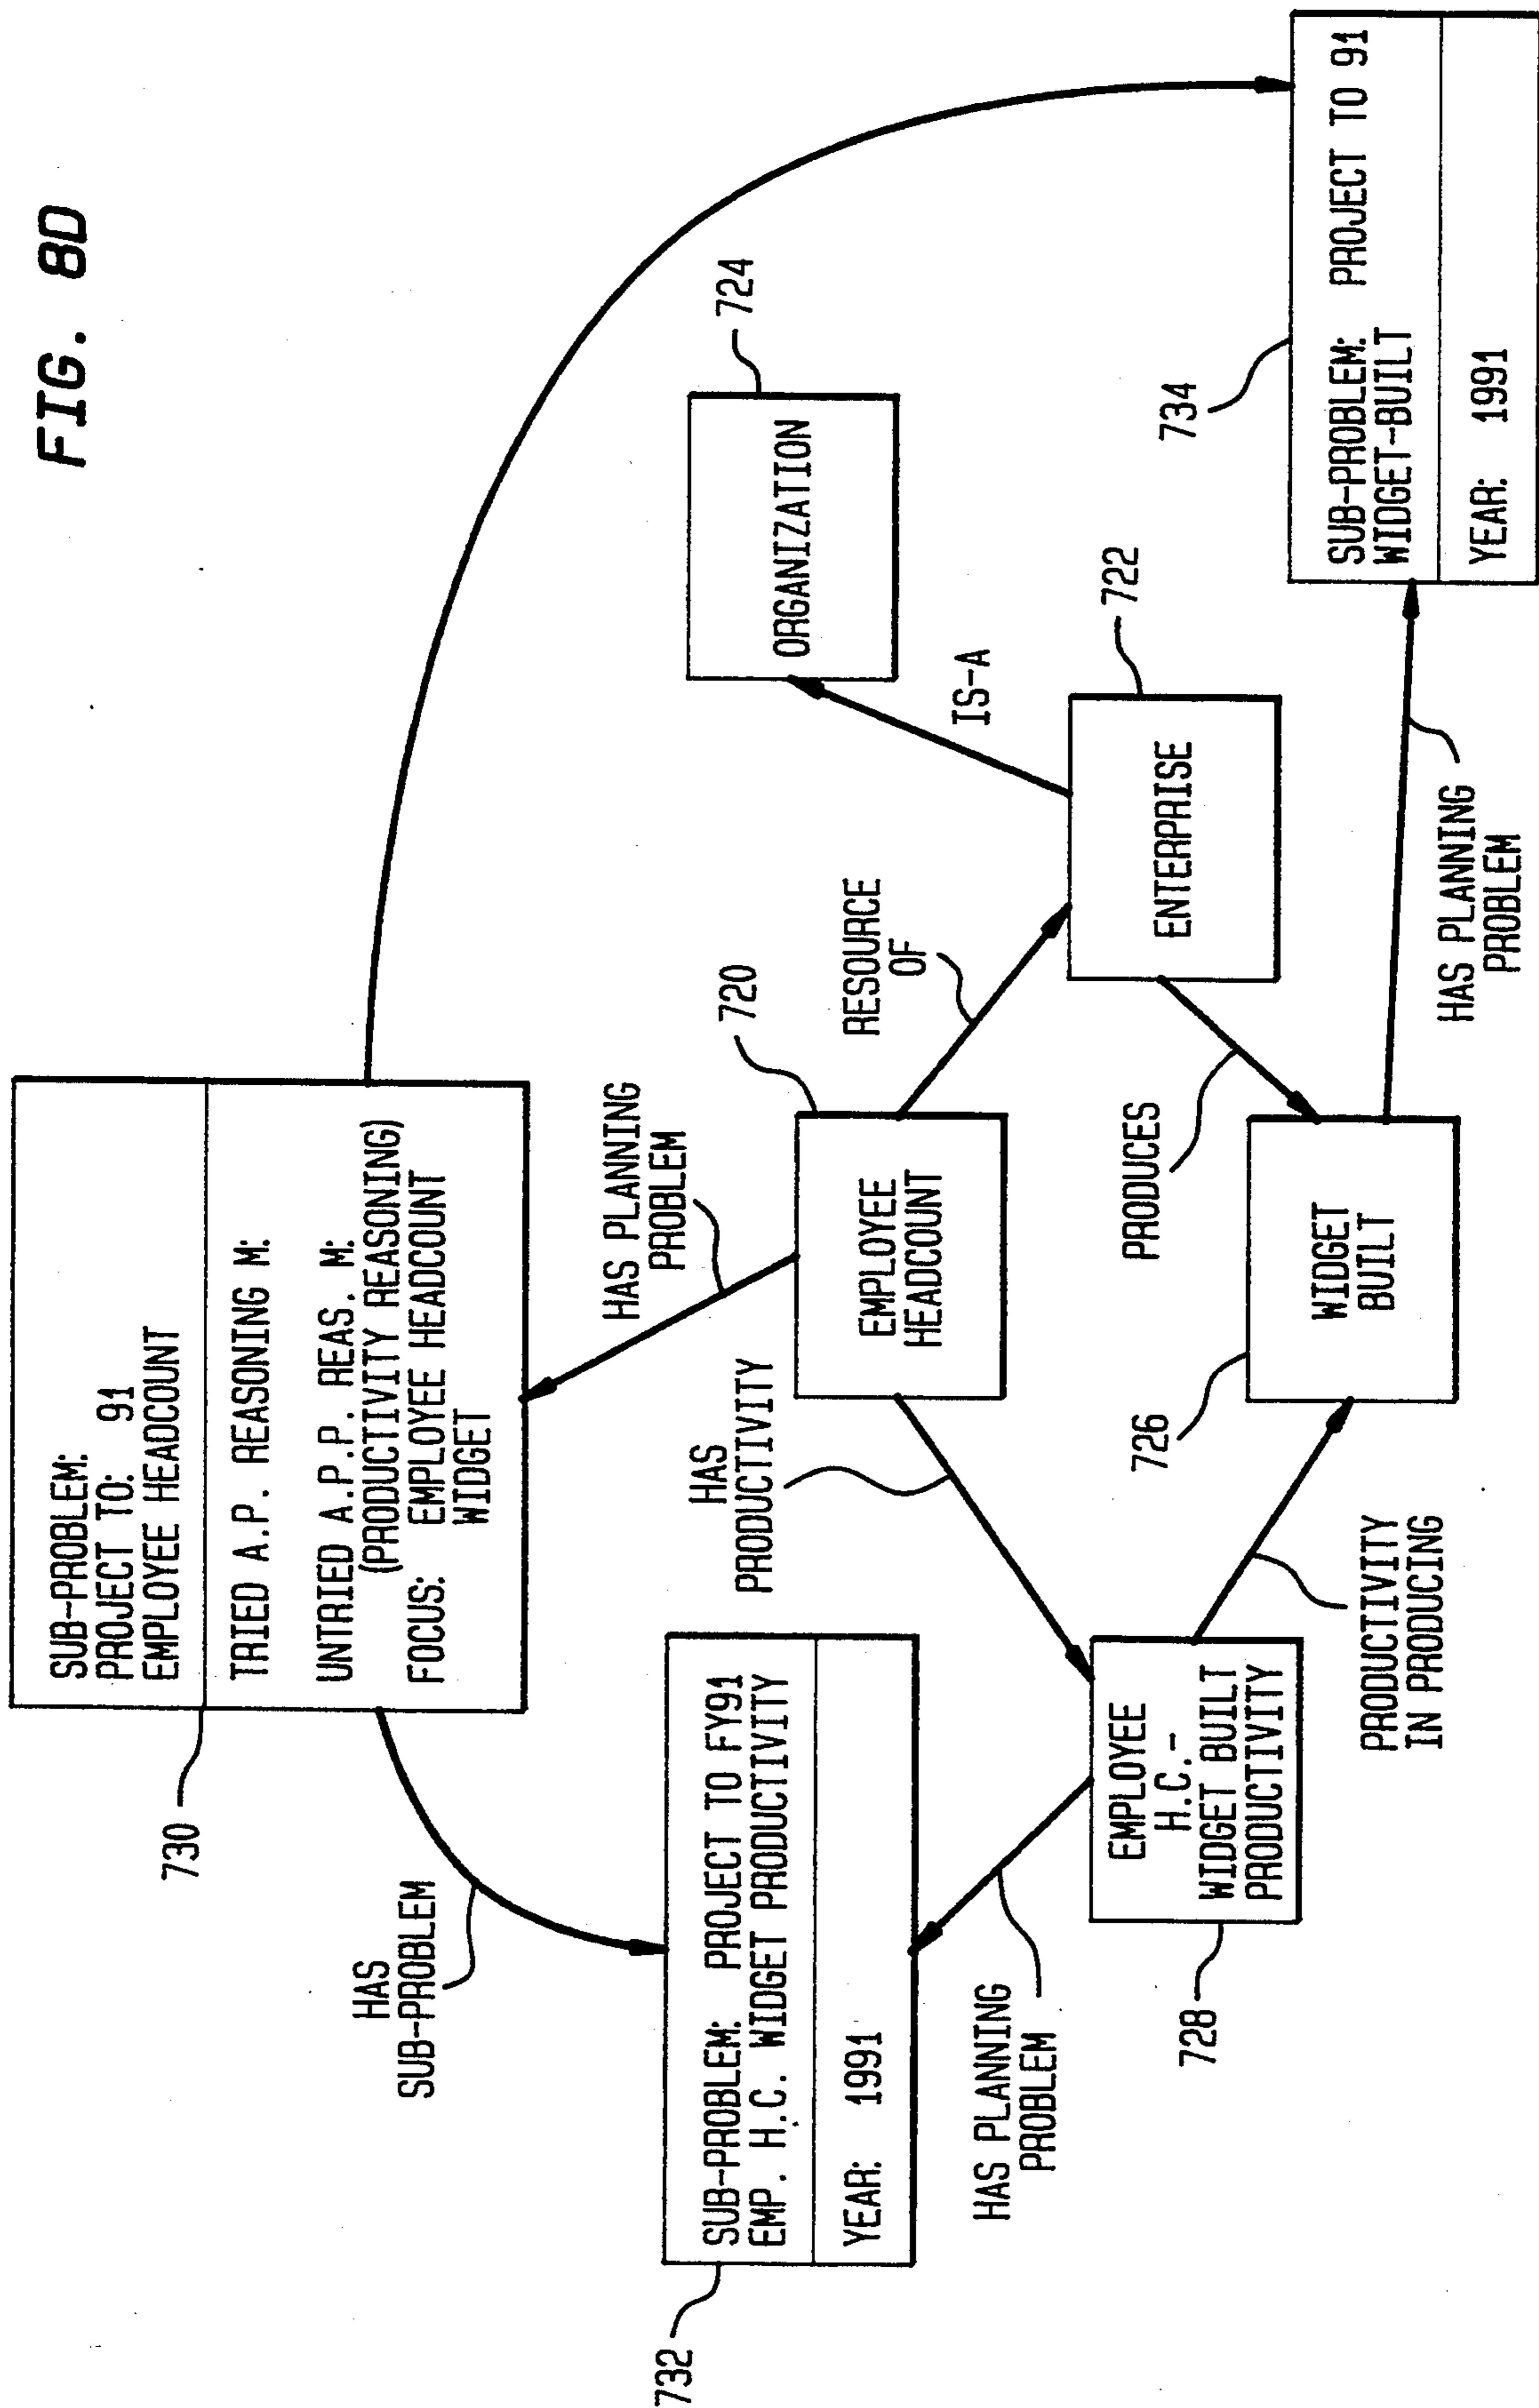 FIG. 8D
SUB-PROBLEM:
PROJECT TO: 91
EMPLOYEE HEADCOUNT
TRIED A.P. REASONING M:
UNTRIED A.P.P. REAS. M:
(PRODUCTIVITY REASONING)
FOCUS: EMPLOYEE HEADCOUNT
WIDGET
730
HAS
SUB-PROBLEM
HAS PLANNING
PROBLEM
732
SUB-PROBLEM: PROJECT TO FY91
EMP. H.C. WIDGET PRODUCTIVITY
YEAR: 1991
HAS
PRODUCTIVITY
720
EMPLOYEE
HEADCOUNT
RESOURCE
OF
ORGANIZATION
724
IS-A
HAS PLANNING
PROBLEM
728
EMPLOYEE
H.C.-
WIDGET BUILT
PRODUCTIVITY
PRODUCES
ENTERPRISE
722
PRODUCTIVITY
IN PRODUCING
726
WIDGET
BUILT
HAS PLANNING
PROBLEM
734
SUB-PROBLEM: PROJECT TO 91
WIDGET-BUILT
YEAR: 1991